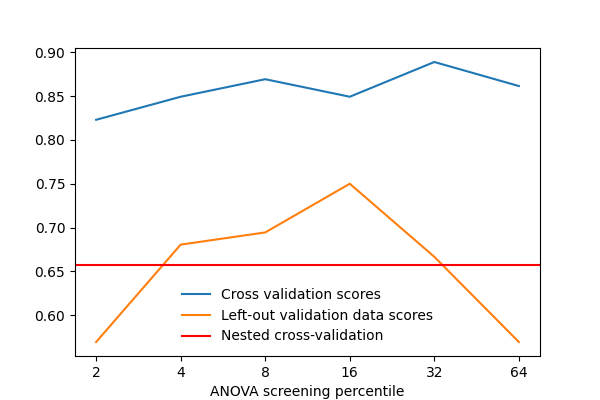 0.90
0.85
0.80
0.75
0.70
0.65
0.60
Cross validation scores
Left-out validation data scores
Nested cross-validation
2 4 8 16 32 64
ANOVA screening percentile